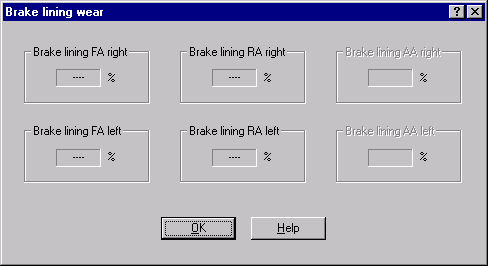 Brake lining wear
Brake lining FA right Brake lining RA right Brake lining AA right
---- % ---- % %
Brake lining FA left Brake lining RA left Brake lining AA left
---- % ---- % %
OK Help